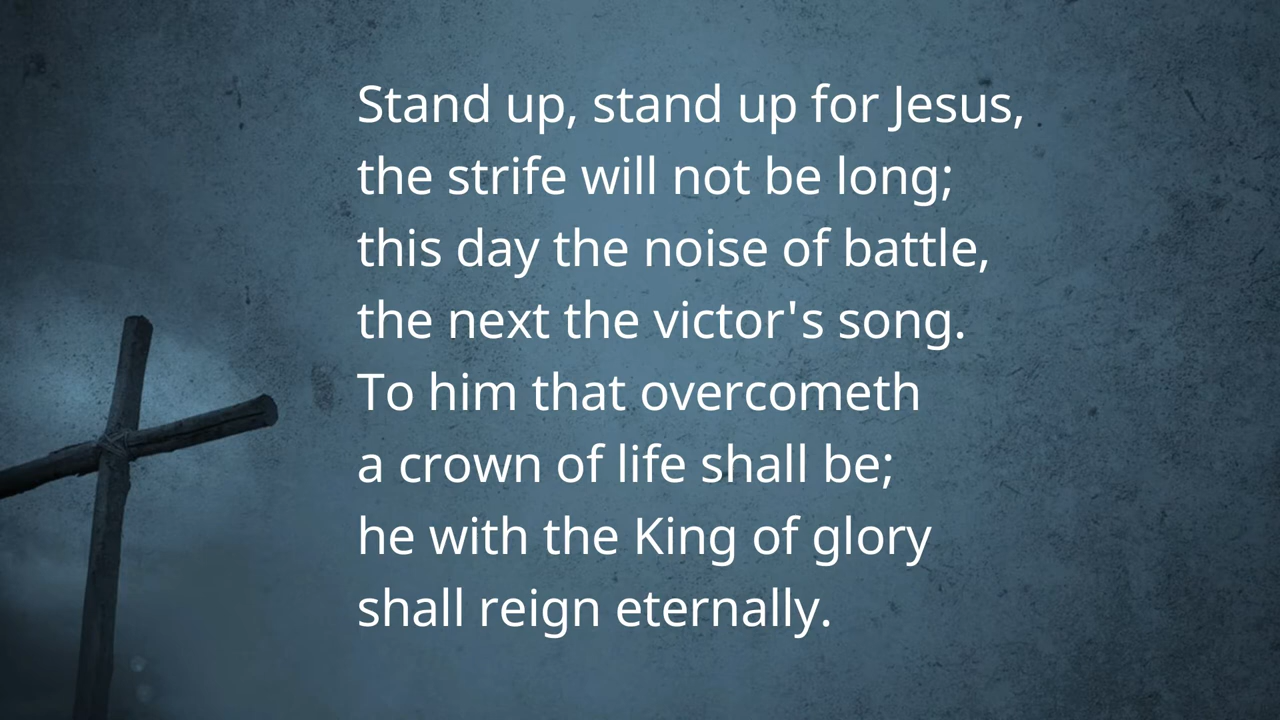 Stand up, stand up for Jesus,
the strife will not be long;
this day the noise of battle,
the next the victor's song.
To him that overcometh
a crown of life shall be;
he with the King of glory
shall reign eternally.